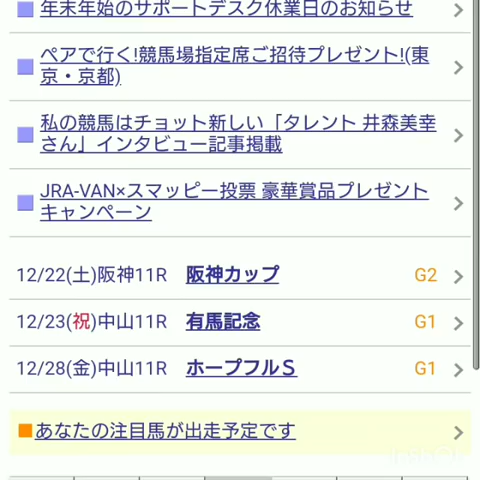 年末年始のサポートデスク休業日のお知らせ
ペアで行く!競馬場指定席ご招待プレゼント!(東
京・京都)
私の競馬はチョット新しい「タレント 井森美幸
さん」インタビュー記事掲載
JRA-VAN×スマッピー投票 豪華賞品プレゼント
キャンペーン
12/22(土)阪神11R 阪神カップ G2
12/23(祝)中山11R 有馬記念 G1
12/28(金)中山11R ホープフルS G1
あなたの注目馬が出走予定です